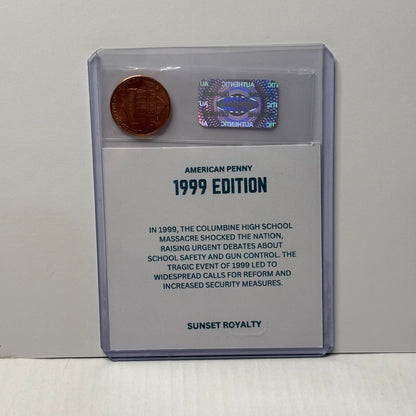 AUTHENTIC
AMERICAN PENNY
1999 EDITION
IN 1999, THE COLUMBINE HIGH SCHOOL
MASSACRE SHOCKED THE NATION,
RAISING URGENT DEBATES ABOUT
SCHOOL SAFETY AND GUN CONTROL. THE
TRAGIC EVENT OF 1999 LED TO
WIDESPREAD CALLS FOR REFORM AND
INCREASED SECURITY MEASURES.
SUNSET ROYALTY